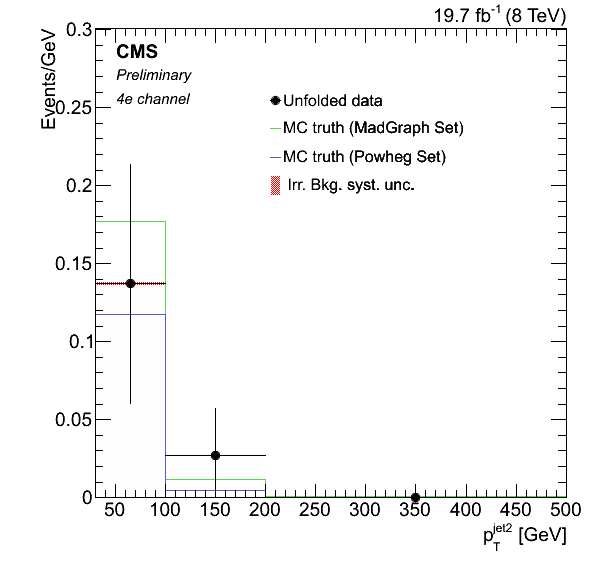 19.7 fb⁻¹ (8 TeV)
Events/GeV
CMS
Preliminary
4e channel
Unfolded data
MC truth (MadGraph Set)
MC truth (Powheg Set)
Irr. Bkg. syst. unc.
0.3
0.25
0.2
0.15
0.1
0.05
0
50 100 150 200 250 300 350 400 450 500
p_T^jet2 [GeV]